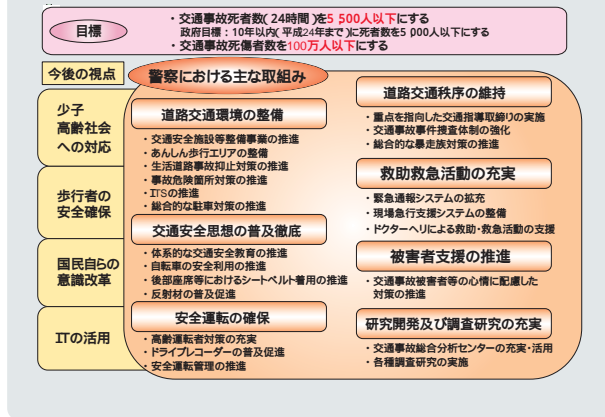 目標
・交通事故死者数(24時間)を5,500人以下にする
政府目標：10年以内(平成24年まで)に死者数を5,000人以下にする
・交通事故死傷者数を100万人以下にする
今後の視点
少子
高齢社会
への対応
歩行者の
安全確保
国民自らの
意識改革
ITの活用
警察における主な取組み
道路交通環境の整備
・交通安全施設等整備事業の推進
・あんしん歩行エリアの整備
・生活道路事故抑止対策の推進
・事故危険箇所対策の推進
・ITSの推進
・総合的な駐車対策の推進
交通安全思想の普及徹底
・体系的な交通安全教育の推進
・自転車の安全利用の推進
・後部座席等におけるシートベルト着用の推進
・反射材の普及促進
安全運転の確保
・高齢運転者対策の充実
・ドライブレコーダーの普及促進
・安全運転管理の推進
道路交通秩序の維持
・重点を指向した交通指導取締りの実施
・交通事故事件捜査体制の強化
・総合的な暴走族対策の推進
救助救急活動の充実
・緊急通報システムの拡充
・現場急行支援システムの整備
・ドクターヘリによる救助・救急活動の支援
被害者支援の推進
・交通事故被害者等の心情に配慮した
対策の推進
研究開発及び調査研究の充実
・交通事故総合分析センターの充実・活用
・各種調査研究の実施